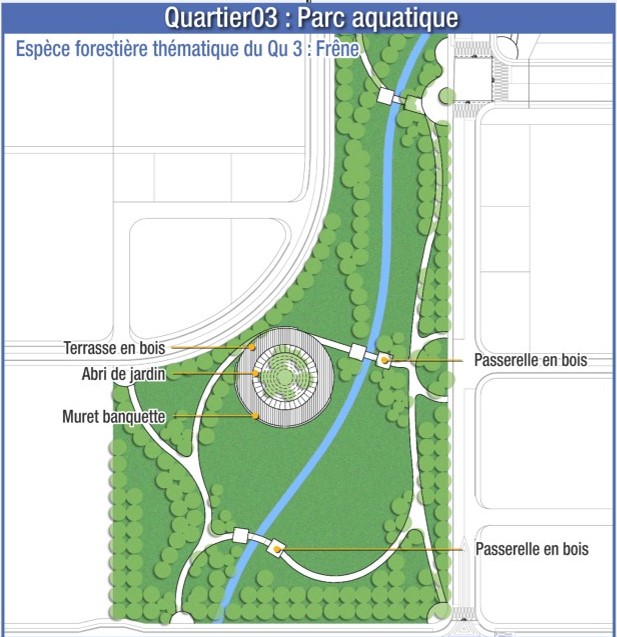 Quartier03 : Parc aquatique
Espèce forestière thématique du Qu 3 : Frêne
Terrasse en bois
Abri de jardin
Muret banquette
Passerelle en bois
Passerelle en bois